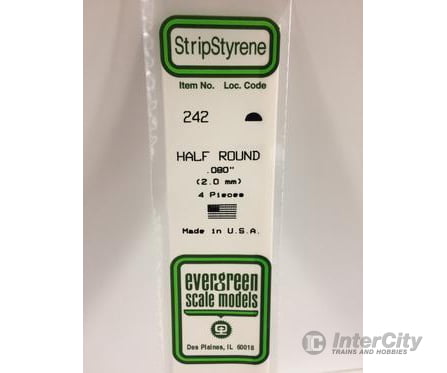 StripStyrene
Item No. Loc. Code
242
HALF ROUND
.080"
(2.0 mm)
4 Pieces
Made in U.S.A.
evergreen
scale models
Des Plaines, IL 60018
IC InterCity
TRAINS AND HOBBIES